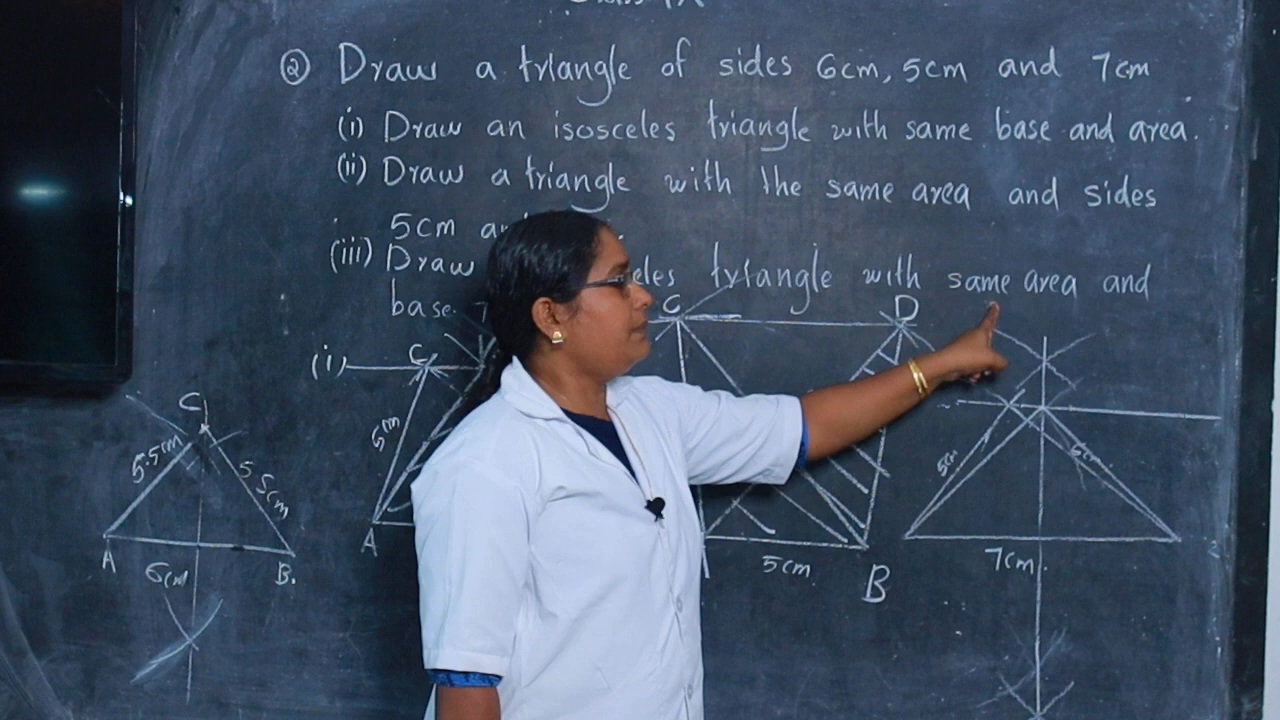 ② Draw a triangle of sides 6cm, 5cm and 7cm
(i) Draw an isosceles triangle with same base and area.
(ii) Draw a triangle with the same area and sides
5cm
(iii) Draw triangle with same area and
base.
(i)
C
D
C
C
5.5cm
5.5cm
5cm
5cm
6cm
A
B.
6cm
A
5cm
B
7cm